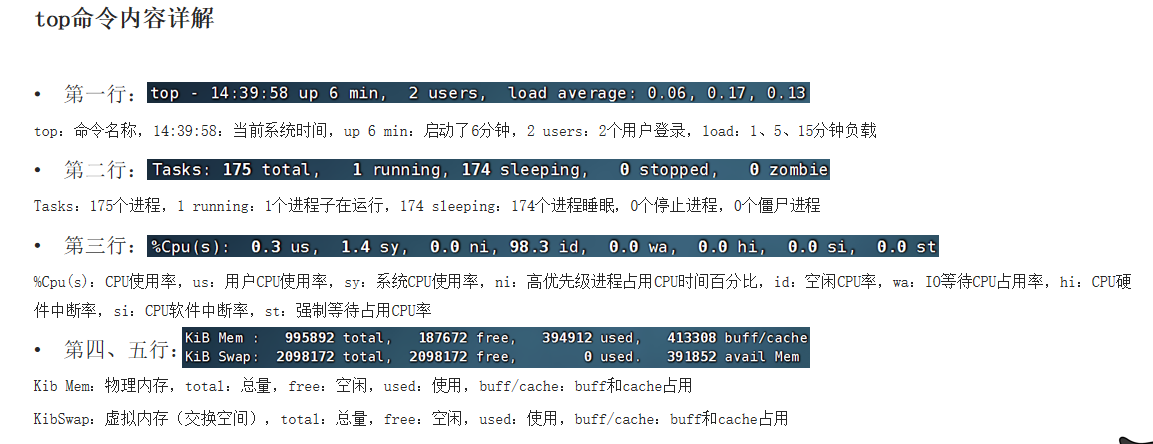 top命令内容详解
• 第一行：top - 14:39:58 up 6 min,  2 users,  load average: 0.06, 0.17, 0.13
top：命令名称，14:39:58：当前系统时间，up 6 min：启动了6分钟，2 users：2个用户登录，load：1、5、15分钟负载
• 第二行：Tasks: 175 total,   1 running, 174 sleeping,   0 stopped,   0 zombie
Tasks：175个进程，1 running：1个进程子在运行，174 sleeping：174个进程睡眠，0个停止进程，0个僵尸进程
• 第三行：%Cpu(s):  0.3 us,  1.4 sy,  0.0 ni, 98.3 id,  0.0 wa,  0.0 hi,  0.0 si,  0.0 st
%Cpu(s)：CPU使用率，us：用户CPU使用率，sy：系统CPU使用率，ni：高优先级进程占用CPU时间百分比，id：空闲CPU率，wa：IO等待CPU占用率，hi：CPU硬
件中断率，si：CPU软件中断率，st：强制等待占用CPU率
• 第四、五行：KiB Mem :   995892 total,   187672 free,   394912 used,   413308 buff/cache
KiB Swap:  2098172 total,  2098172 free,        0 used.   391852 avail Mem
Kib Mem：物理内存，total：总量，free：空闲，used：使用，buff/cache：buff和cache占用
KibSwap：虚拟内存（交换空间），total：总量，free：空闲，used：使用，buff/cache：buff和cache占用